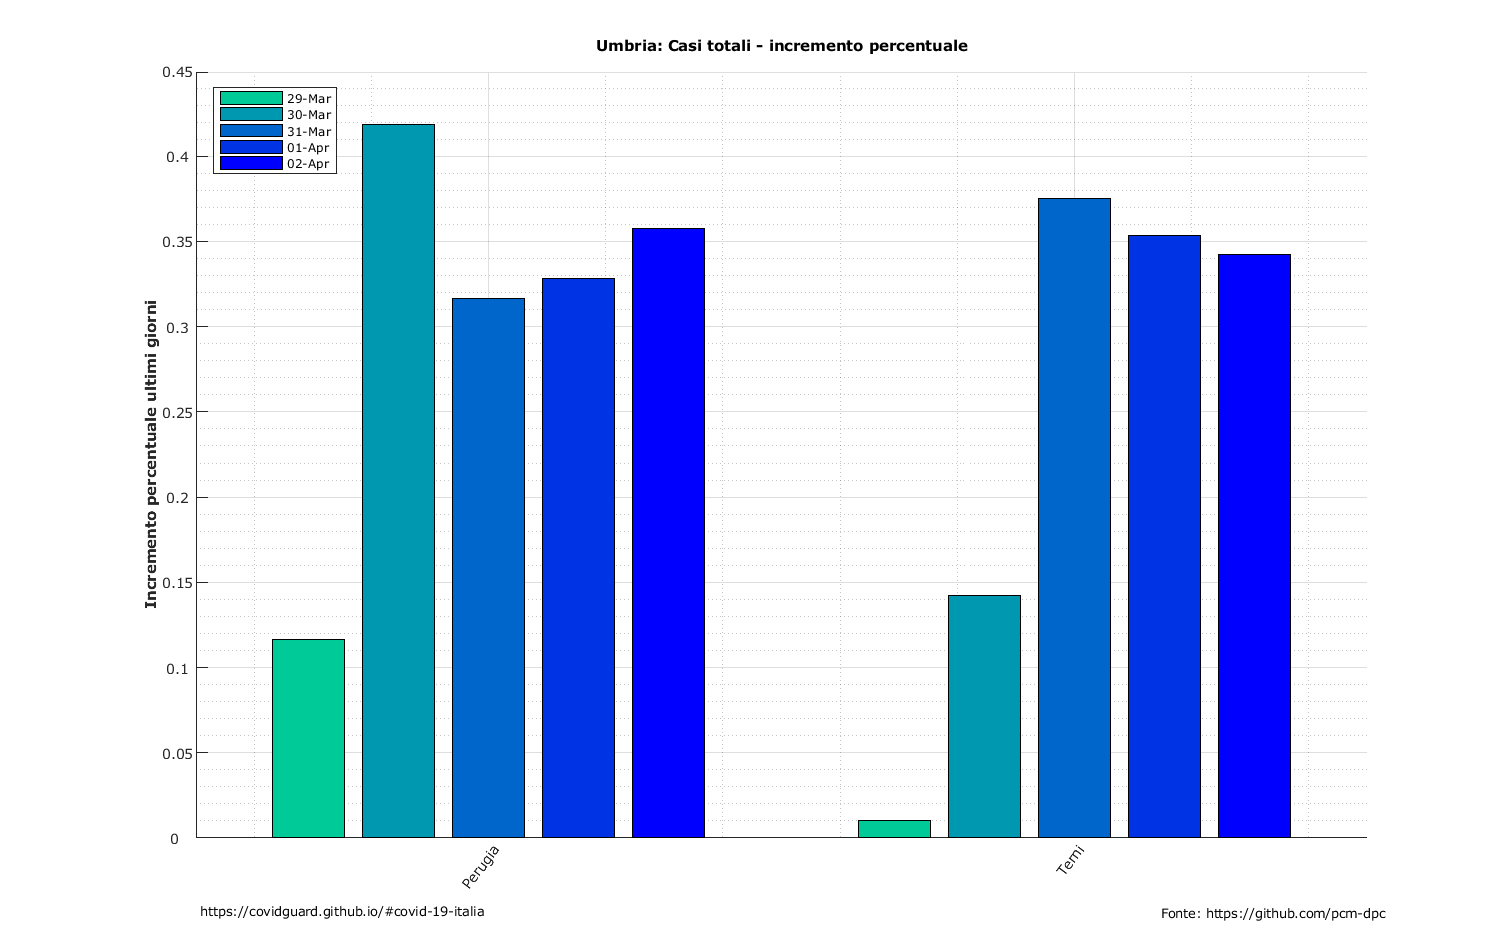 Umbria: Casi totali - incremento percentuale
0.45
0.4
0.35
0.3
0.25
0.2
0.15
0.1
0.05
0
Incremento percentuale ultimi giorni
29-Mar
30-Mar
31-Mar
01-Apr
02-Apr
Perugia
Terni
https://covidguard.github.io/#covid-19-italia
Fonte: https://github.com/pcm-dpc